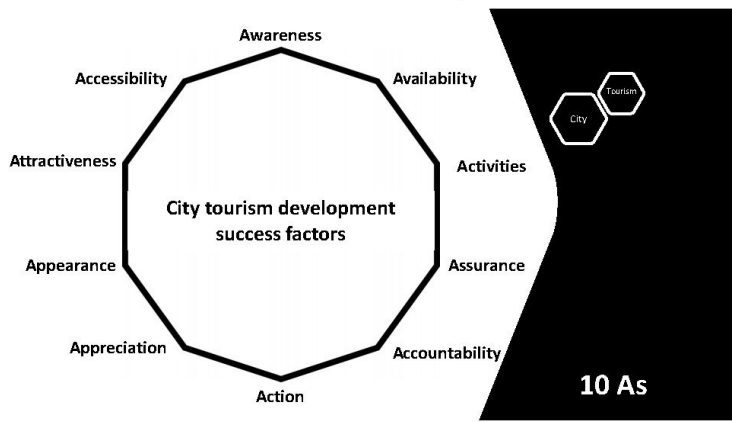 Awareness
Accessibility
Availability
Attractiveness
Activities
City tourism development
success factors
Appearance
Assurance
Appreciation
Accountability
Action
Tourism
City
10 As